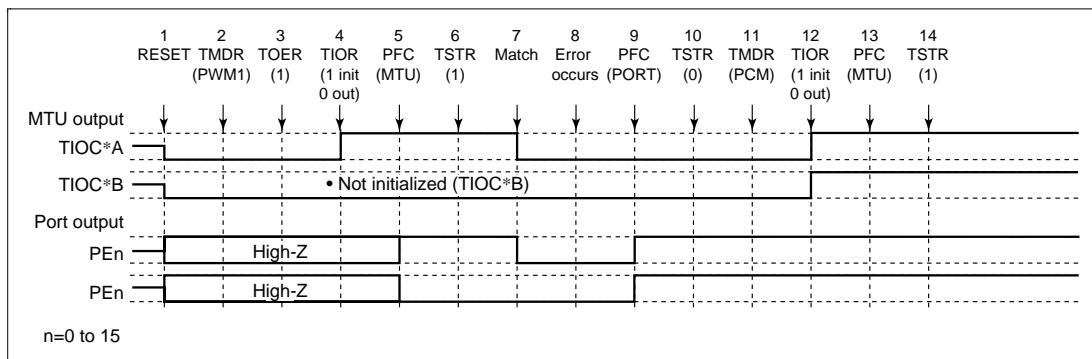 1 2 3 4 5 6 7 8 9 10 11 12 13 14
RESET TMDR TOER TIOR PFC TSTR Match Error PFC TSTR TMDR TIOR PFC TSTR
(PWM1) (1) (1 init (MTU) (1) occurs (PORT) (0) (PCM) (1 init (MTU) (1)
0 out) 0 out)
MTU output
TIOC*A
TIOC*B • Not initialized (TIOC*B)
Port output
PEn High-Z
PEn High-Z
n=0 to 15